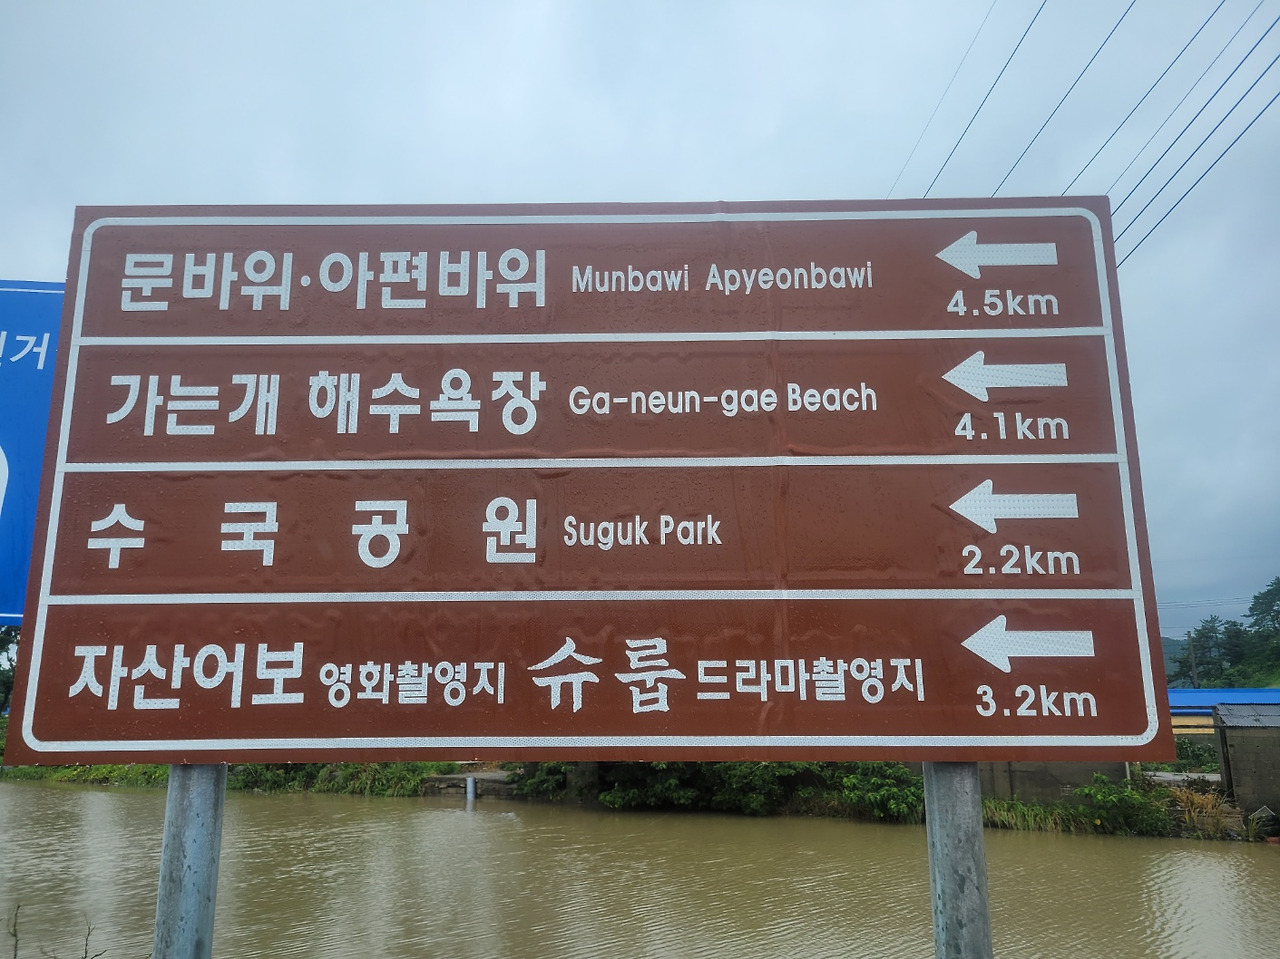 문바위·아편바위 Munbawi Apyeonbawi
4.5km
가는개 해수욕장 Ga-neun-gae Beach
4.1km
수국공원 Suguk Park
2.2km
자산어보 영화촬영지 슈룹 드라마촬영지
3.2km